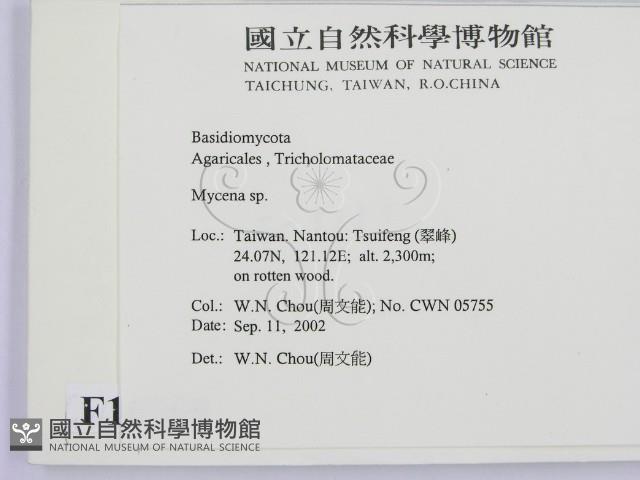 國立自然科學博物館
NATIONAL MUSEUM OF NATURAL SCIENCE
TAICHUNG, TAIWAN, R.O.CHINA
Basidiomycota
Agaricales , Tricholomataceae
Mycena sp.
Loc.: Taiwan. Nantou: Tsuifeng (翠峰)
24.07N, 121.12E; alt. 2,300m;
on rotten wood.
Col.: W.N. Chou(周文能); No. CWN 05755
Date: Sep. 11, 2002
Det.: W.N. Chou(周文能)
F1
國立自然科學博物館
NATIONAL MUSEUM OF NATURAL SCIENCE